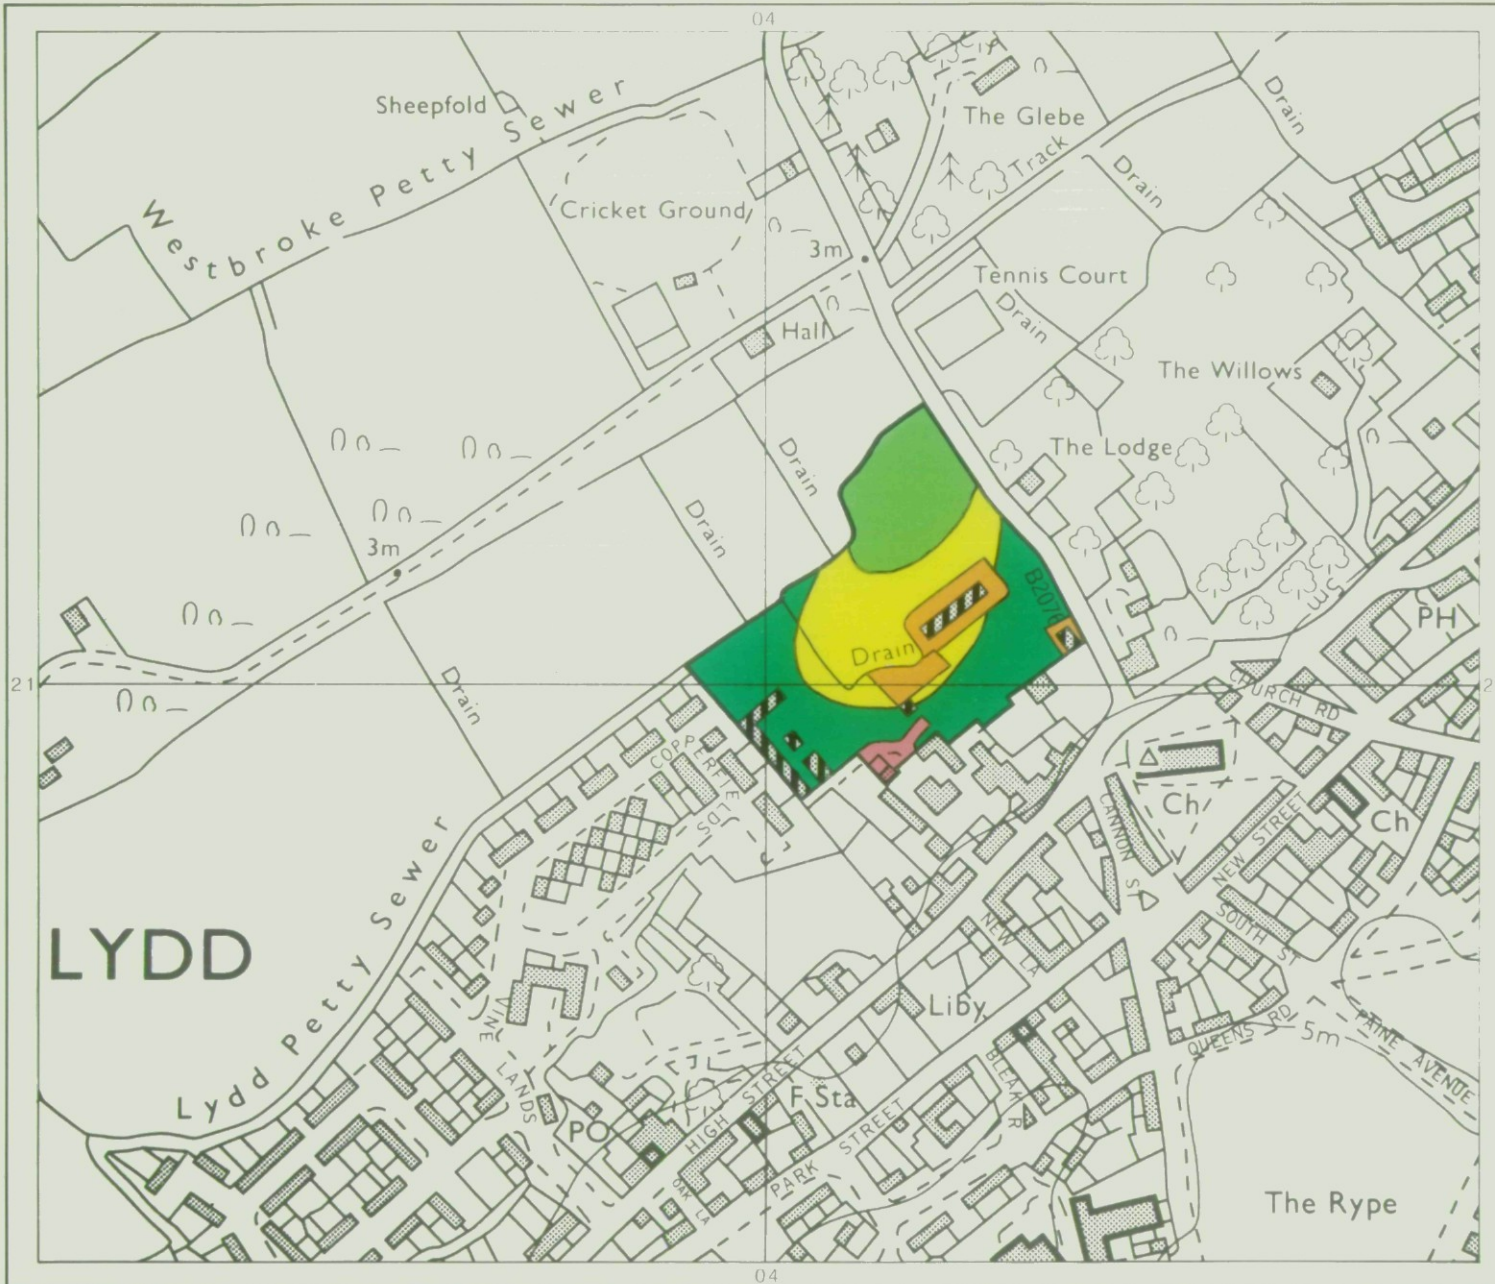 04
Sheepfold
Westbroke Petty Sewer
The Glebe
Drain
Track
Drain
Cricket Ground
3m
Tennis Court
Drain
Hall
The Willows
The Lodge
Drain
Drain
3m
B2076
5m
PH
Drain
21
2
Drain
CHURCH RD
COPPERFIELDS
Ch
CANNON ST
NEW STREET
Ch
LYDD
Lydd Petty Sewer
NEW LA
SOUTH ST
Liby
VINE LANDS
QUEENS RD
5m
PAINE AVENUE
HIGH STREET
F Sta
BLEAK R
PO
PARK STREET
OAK LA
The Rype
04